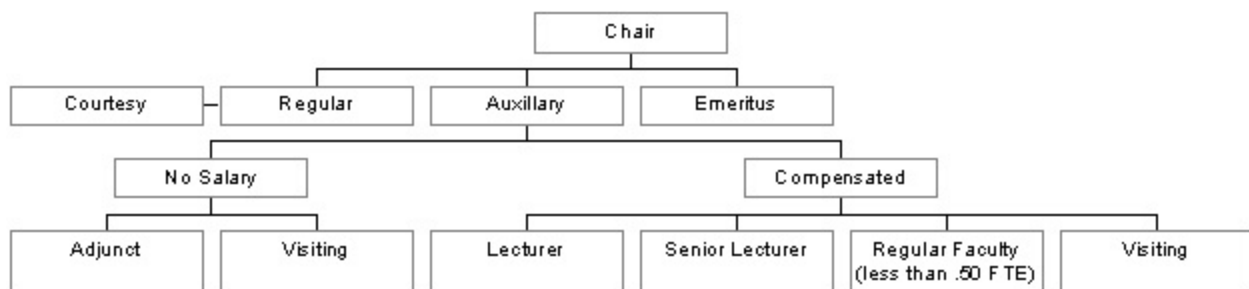 Chair
Courtesy
Regular
Auxillary
Emeritus
No Salary
Compensated
Adjunct
Visiting
Lecturer
Senior Lecturer
Regular Faculty
(less than .50 FTE)
Visiting